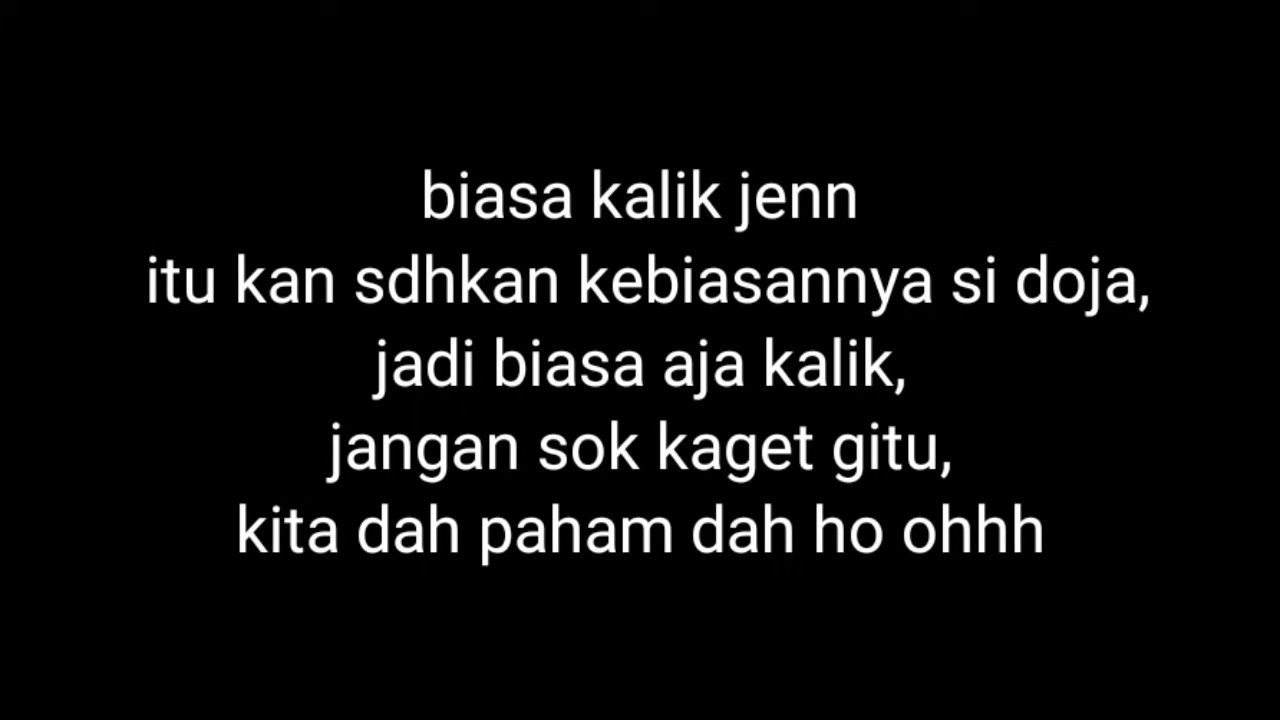 biasa kalik jenn
itu kan sdhkan kebiasannya si doja,
jadi biasa aja kalik,
jangan sok kaget gitu,
kita dah paham dah ho ohhh